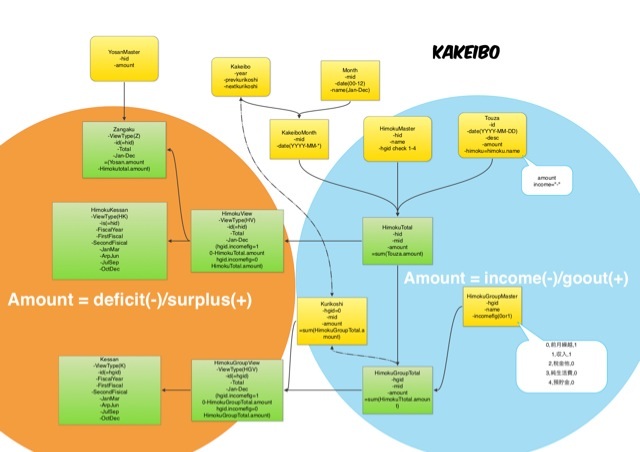 KAKEIBO
YosanMaster
-hid
-amount
Kakeibo
-year
-prevkurikoshi
-nextkurikoshi
Month
-mid
-date(00-12)
-name(Jan-Dec)
Zangaku
-ViewType(Z)
-id(=hid)
-Total
-Jan-Dec
=(Yosan.amount
-Himokutotal.amount)
KakeiboMonth
-mid
-date(YYYY-MM-*)
HimokuMaster
-hid
-name
-hgid check 1-4
Touza
-id
-date(YYYY-MM-DD)
-desc
-amount
-himoku=himoku.name
amount
income="-"
HimokuKessan
-ViewType(HK)
-is(=hid)
-FiscalYear
-FirstFiscal
-SecondFisical
-JanMar
-ArpJun
-JulSep
-OctDec
HimokuView
-ViewType(HV)
-id(=hid)
-Total
-Jan-Dec
(hgid.incomeflg=1
0-HimokuTotal.amount
hgid.incomeflg=0
HimokuTotal.amount)
HimokuTotal
-hid
-mid
-amount
=sum(Touza.amount)
Amount = income(-)/goout(+)
Amount = deficit(-)/surplus(+)
Kurikoshi
-hgid=0
-mid
-amount
=sum(HimokuGroupTotal.a
mount)
HimokuGroupMaster
-hgid
-name
-incomeflg(0or1)
0,前月繰越,1
1,収入,1
2,税金他,0
3,純生活費,0
4,預貯金,0
Kessan
-ViewType(K)
-id(=hgid)
-FiscalYear
-FirstFiscal
-SecondFisical
-JanMar
-ArpJun
-JulSep
-OctDec
HimokuGroupView
-ViewType(HGV)
-id(=hgid)
-Total
-Jan-Dec
(hgid.incomeflg=1
0-HimokuGroupTotal.amount
hgid.incomeflg=0
HimokuGroupTotal.amount)
HimokuGroupTotal
-hgid
-mid
-amount
=sum(HimokuTtotal.amoun
t)